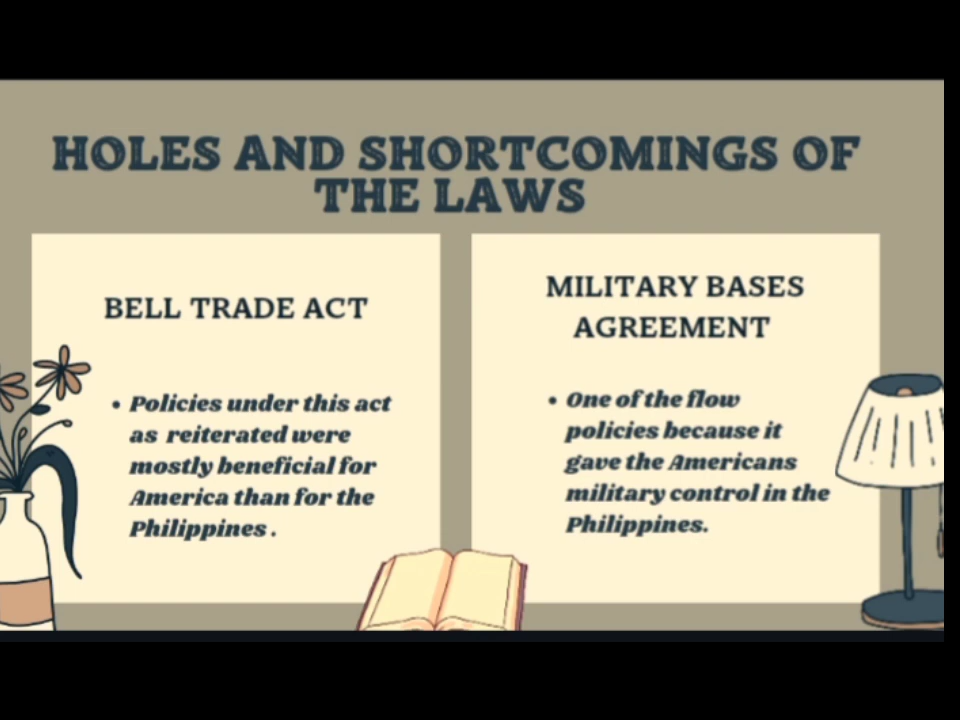 HOLES AND SHORTCOMINGS OF
THE LAWS
BELL TRADE ACT
• Policies under this act
as reiterated were
mostly beneficial for
America than for the
Philippines .
MILITARY BASES
AGREEMENT
• One of the flow
policies because it
gave the Americans
military control in the
Philippines.